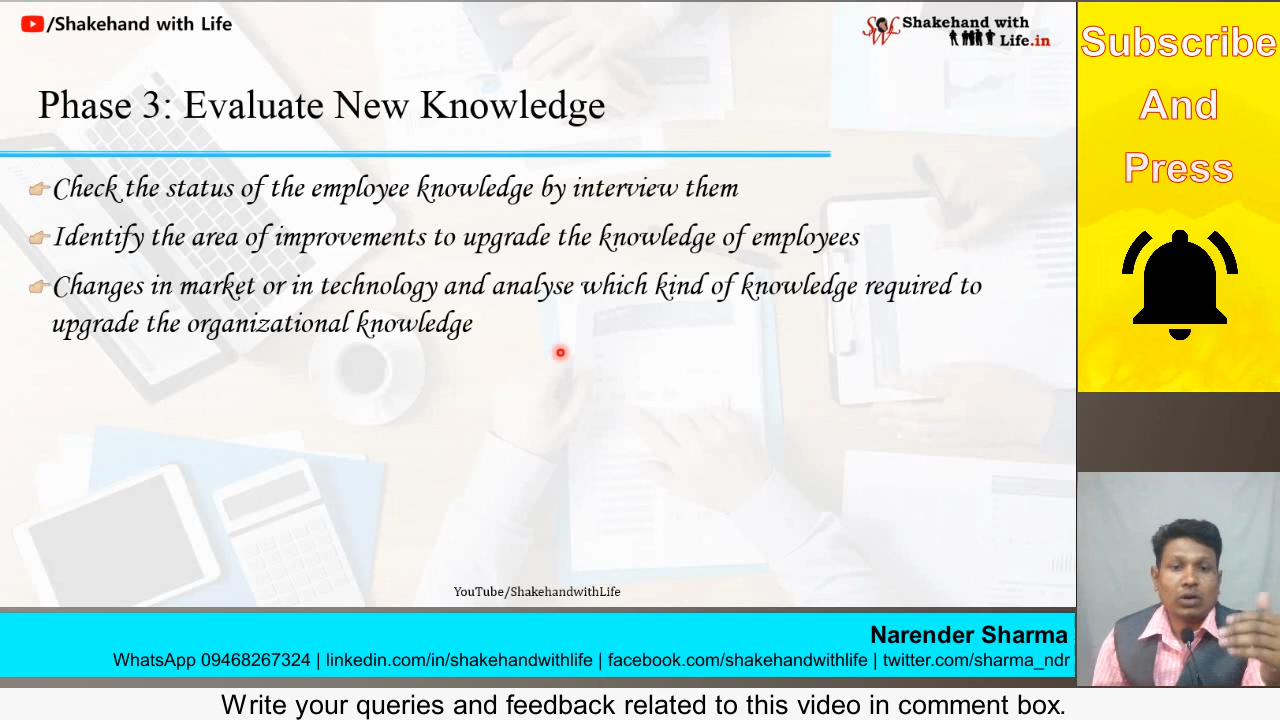 /Shakehand with Life
SWL Shakehand with
Life.in
Phase 3: Evaluate New Knowledge
Check the status of the employee knowledge by interview them
Identify the area of improvements to upgrade the knowledge of employees
Changes in market or in technology and analyse which kind of knowledge required to
upgrade the organizational knowledge
YouTube/ShakehandwithLife
Subscribe
And
Press
Narender Sharma
WhatsApp 09468267324 | linkedin.com/in/shakehandwithlife | facebook.com/shakehandwithlife | twitter.com/sharma_ndr
Write your queries and feedback related to this video in comment box.